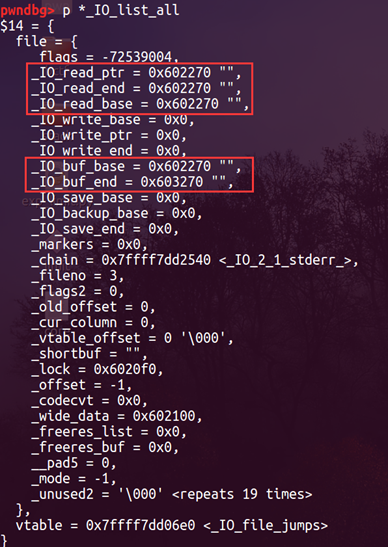 pwndbg> p *_IO_list_all
$14 = {
file = {
_flags = -72539004,
_IO_read_ptr = 0x602270 "",
_IO_read_end = 0x602270 "",
_IO_read_base = 0x602270 "",
_IO_write_base = 0x0,
_IO_write_ptr = 0x0,
_IO_write_end = 0x0,
_IO_buf_base = 0x602270 "",
_IO_buf_end = 0x603270 "",
_IO_save_base = 0x0,
_IO_backup_base = 0x0,
_IO_save_end = 0x0,
_markers = 0x0,
_chain = 0x7ffff7dd2540 <_IO_2_1_stderr_>,
_fileno = 3,
_flags2 = 0,
_old_offset = 0,
_cur_column = 0,
_vtable_offset = 0 '\000',
_shortbuf = "",
_lock = 0x6020f0,
_offset = -1,
_codecvt = 0x0,
_wide_data = 0x602100,
_freeres_list = 0x0,
_freeres_buf = 0x0,
__pad5 = 0,
_mode = -1,
_unused2 = '\000' <repeats 19 times>
},
vtable = 0x7ffff7dd06e0 <_IO_file_jumps>
}